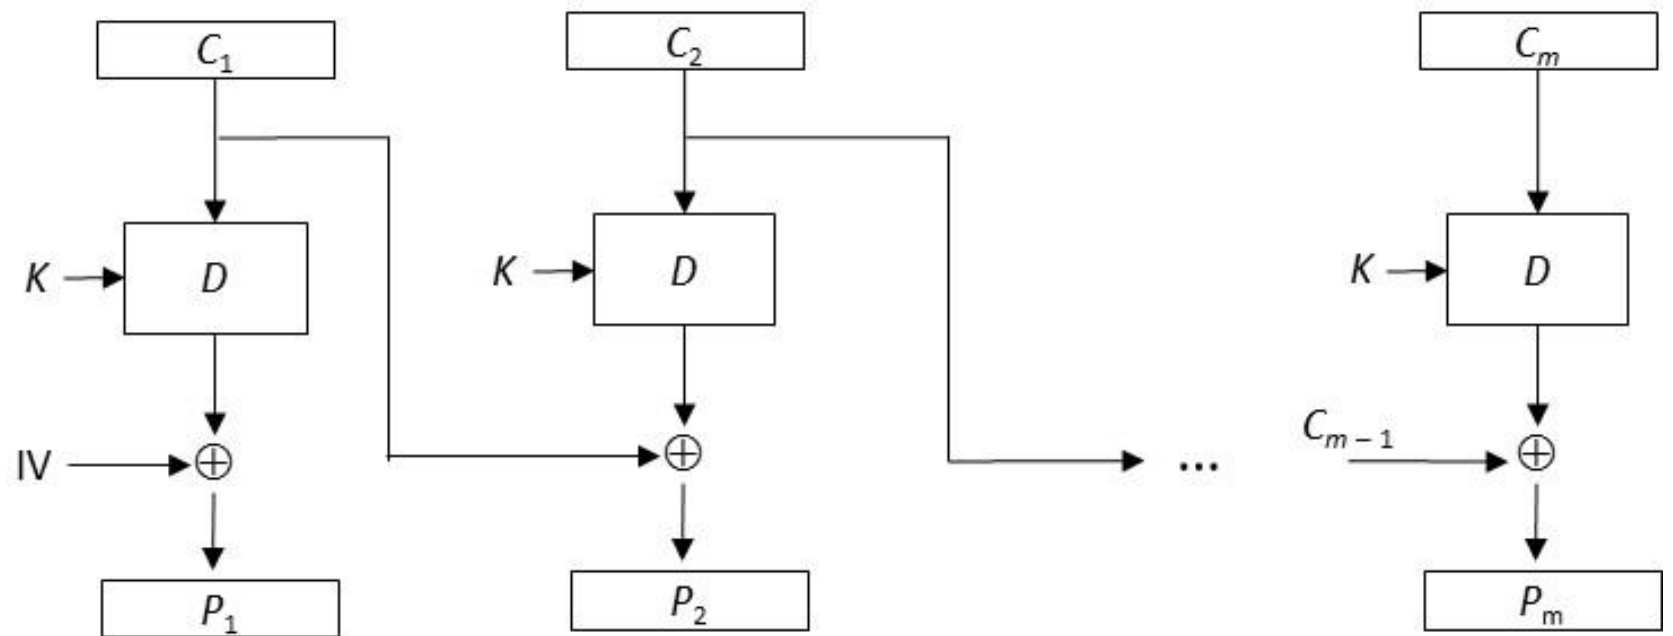 C₁ C₂ Cₘ
K D K D K D
Cₘ₋₁
IV ⊕ ⊕ ... ⊕
P₁ P₂ Pₘ